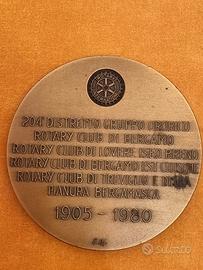 204° DISTRETTO GRUPPO OROBICO
ROTARY CLUB DI BERGAMO
ROTARY CLUB DI LOVERE ISEO BRENO
ROTARY CLUB DI BERGAMO EST
ROTARY CLUB DI TREVIGLIO E DELLA
PIANURA BERGAMASCA
1905 - 1980
Subito